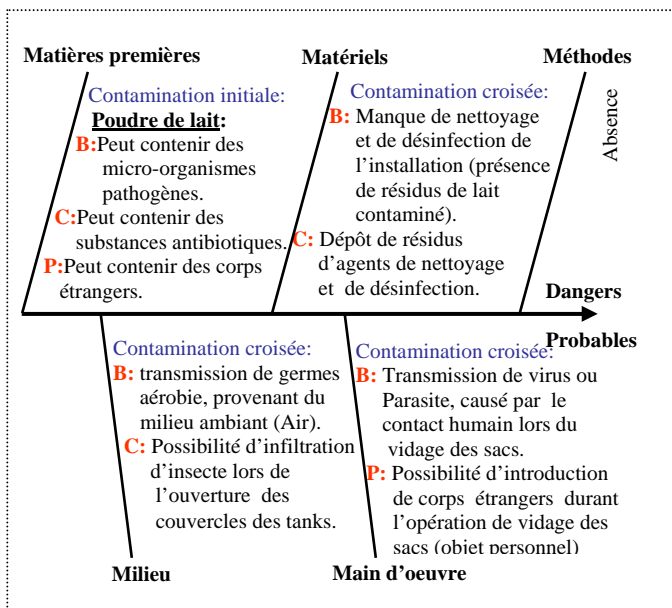 Matières premières
Contamination initiale:
Poudre de lait:
B:Peut contenir des
micro-organismes
pathogènes.
C:Peut contenir des
substances antibiotiques.
P:Peut contenir des corps
étrangers.
Matériels
Contamination croisée:
B: Manque de nettoyage
et de désinfection de
l'installation (présence
de résidus de lait
contaminé).
C: Dépôt de résidus
d'agents de nettoyage
et de désinfection.
Méthodes
Absence
Dangers
Probables
Contamination croisée:
B: transmission de germes
aérobie, provenant du
milieu ambiant (Air).
C: Possibilité d'infiltration
d'insecte lors de
l'ouverture des
couvercles des tanks.
Milieu
Contamination croisée:
B: Transmission de virus ou
Parasite, causé par le
contact humain lors du
vidage des sacs.
P: Possibilité d'introduction
de corps étrangers durant
l'opération de vidage des
sacs (objet personnel)
Main d'oeuvre